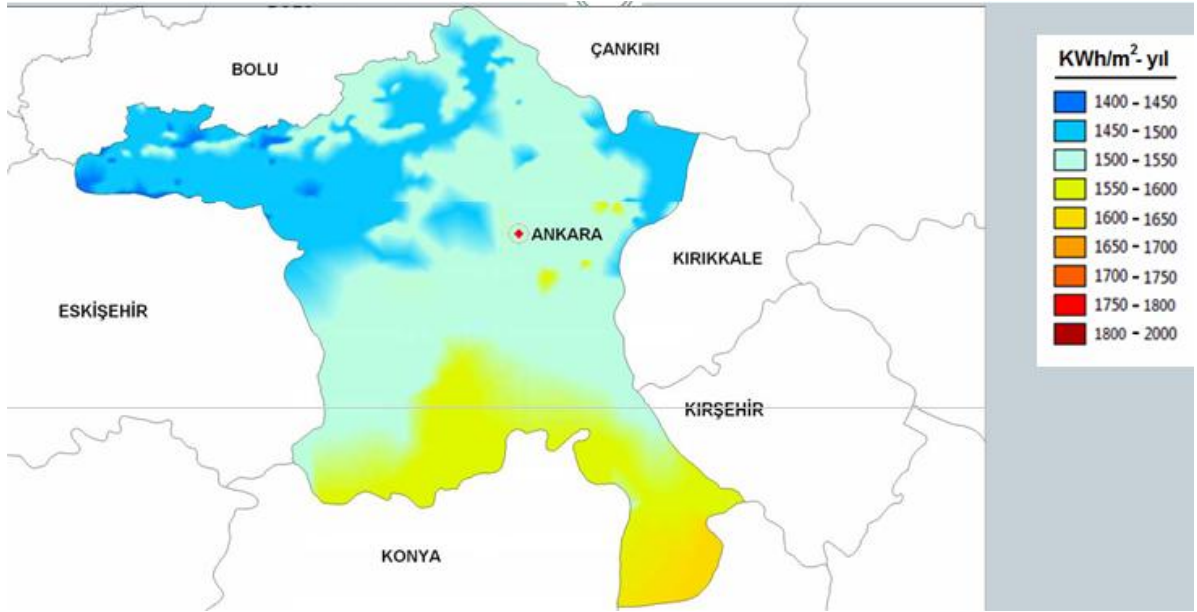 BOLU
ÇANKIRI
ANKARA
KIRIKKALE
ESKİŞEHİR
KIRŞEHİR
KONYA
KWh/m²- yıl
1400 - 1450
1450 - 1500
1500 - 1550
1550 - 1600
1600 - 1650
1650 - 1700
1700 - 1750
1750 - 1800
1800 - 2000